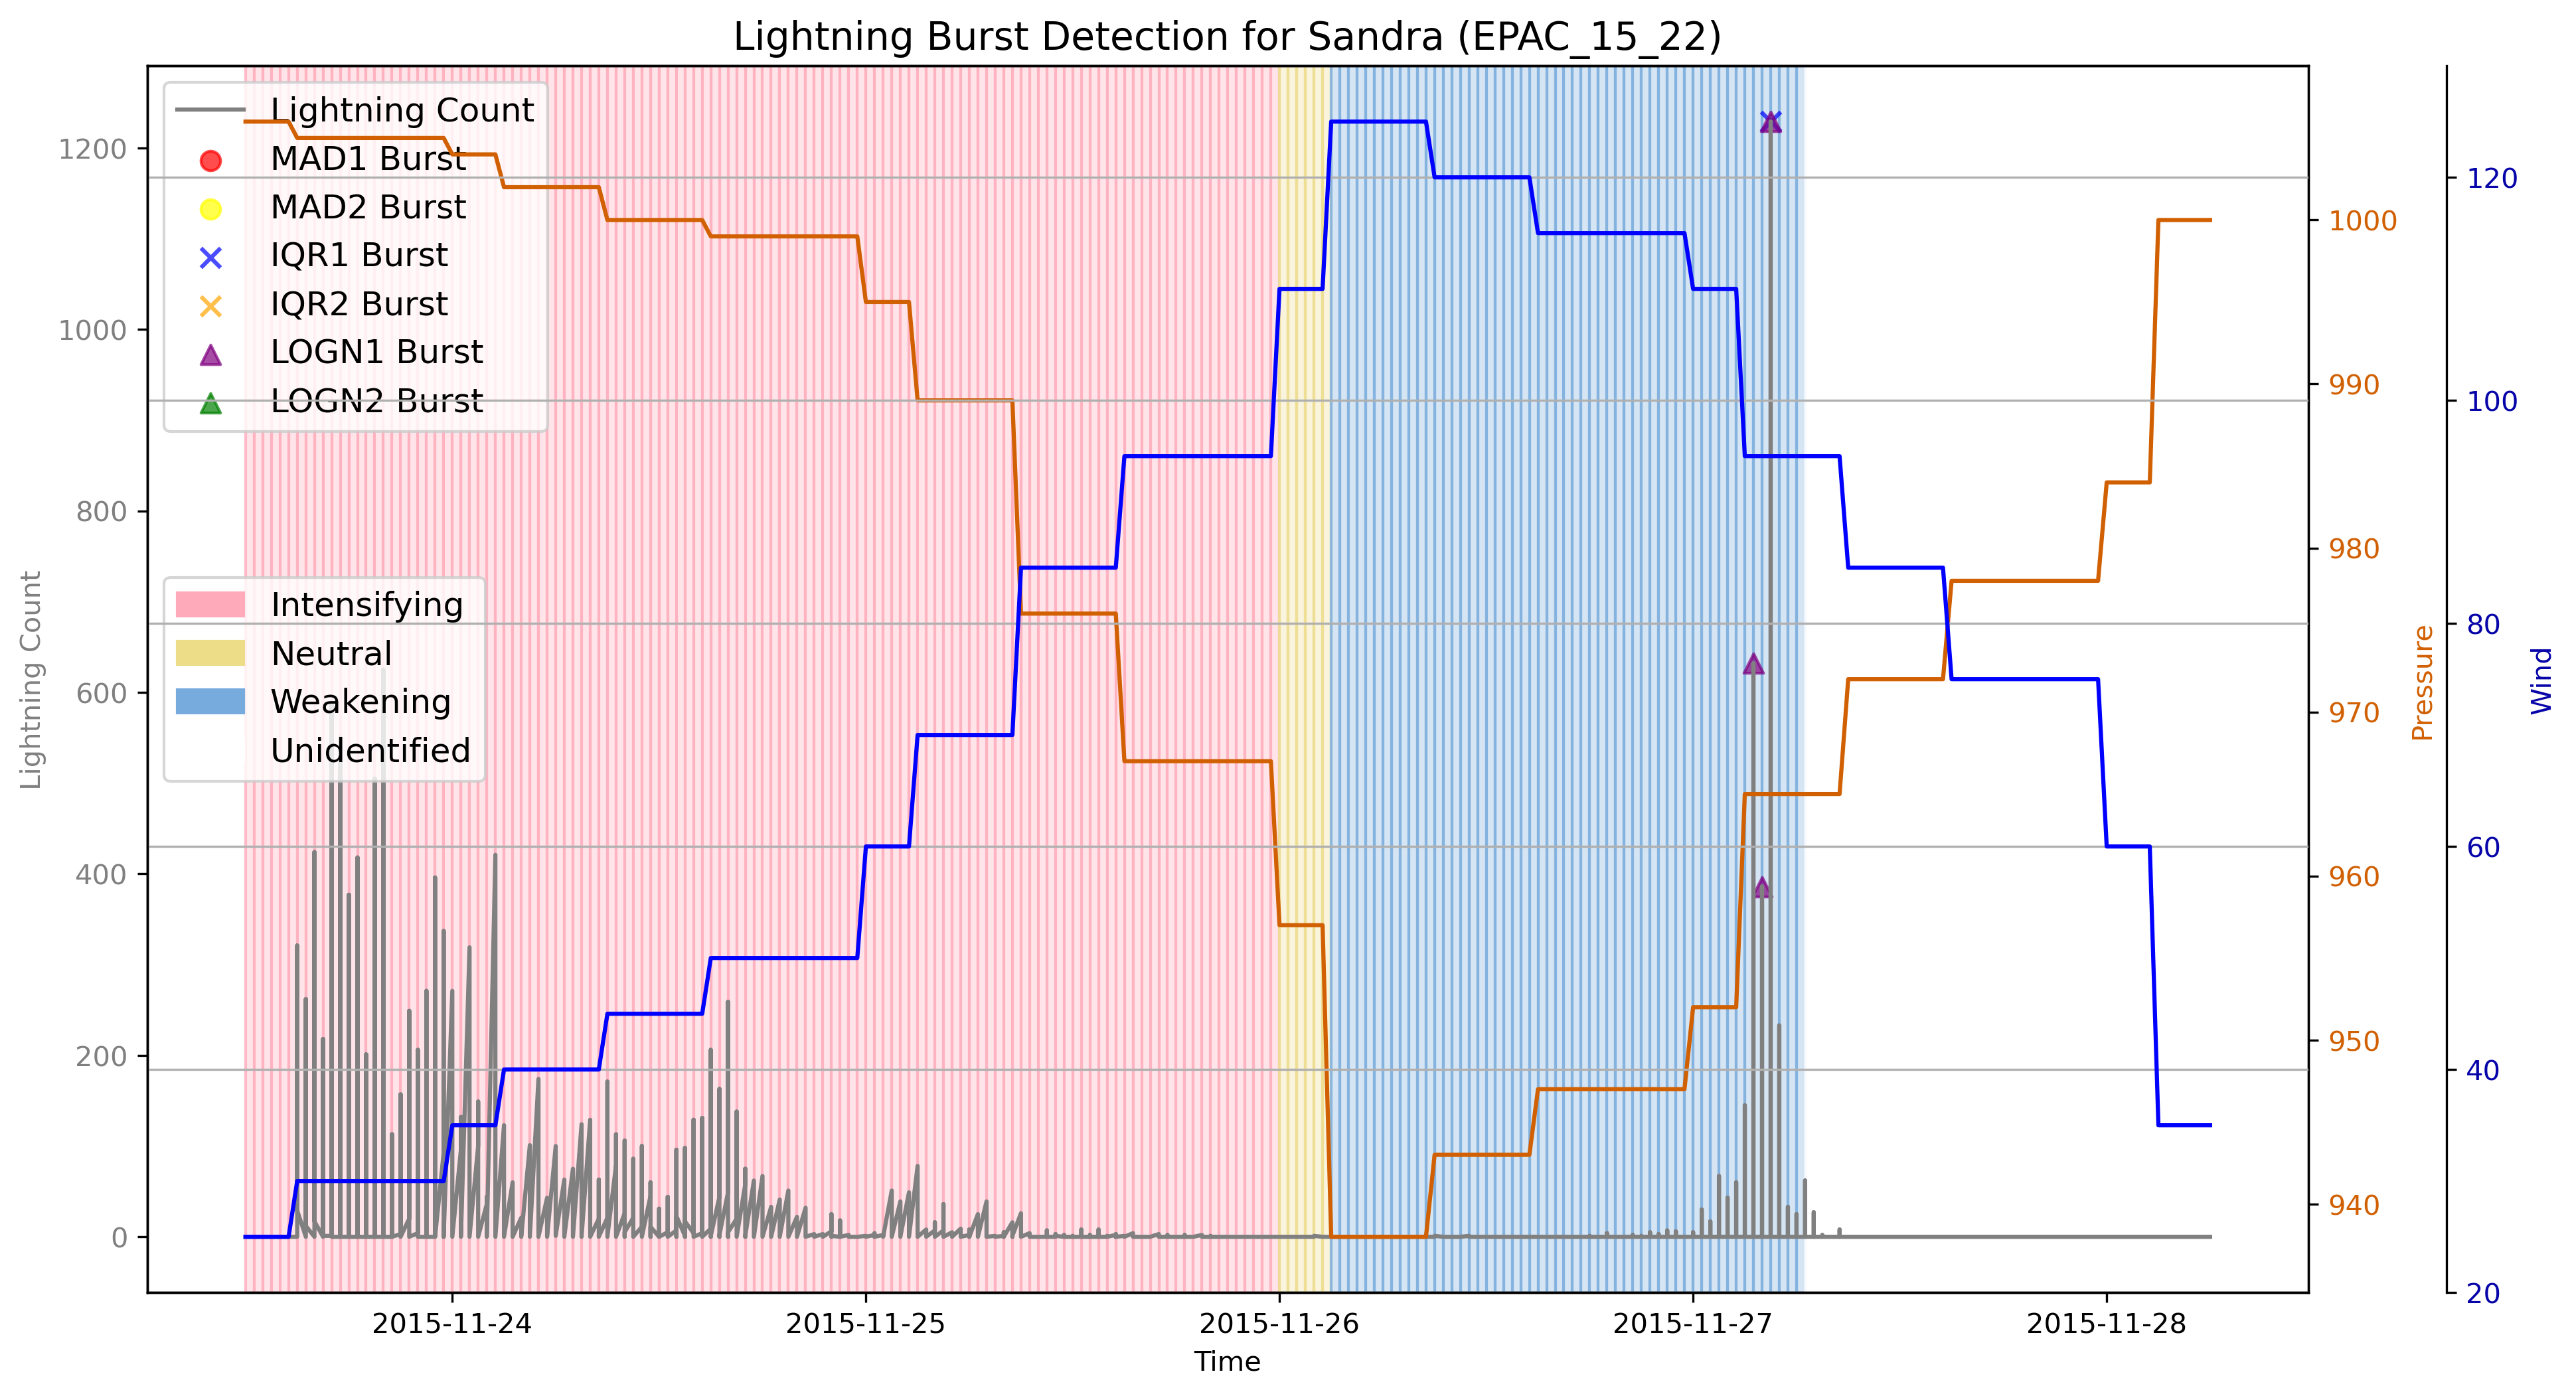 Lightning Burst Detection for Sandra (EPAC_15_22)
Lightning Count
MAD1 Burst
MAD2 Burst
IQR1 Burst
IQR2 Burst
LOGN1 Burst
LOGN2 Burst
Intensifying
Neutral
Weakening
Unidentified
Lightning Count
1200
1000
800
600
400
200
0
1000
990
980
970
960
950
940
Pressure
120
100
80
60
40
20
Wind
2015-11-24 2015-11-25 2015-11-26 2015-11-27 2015-11-28
Time